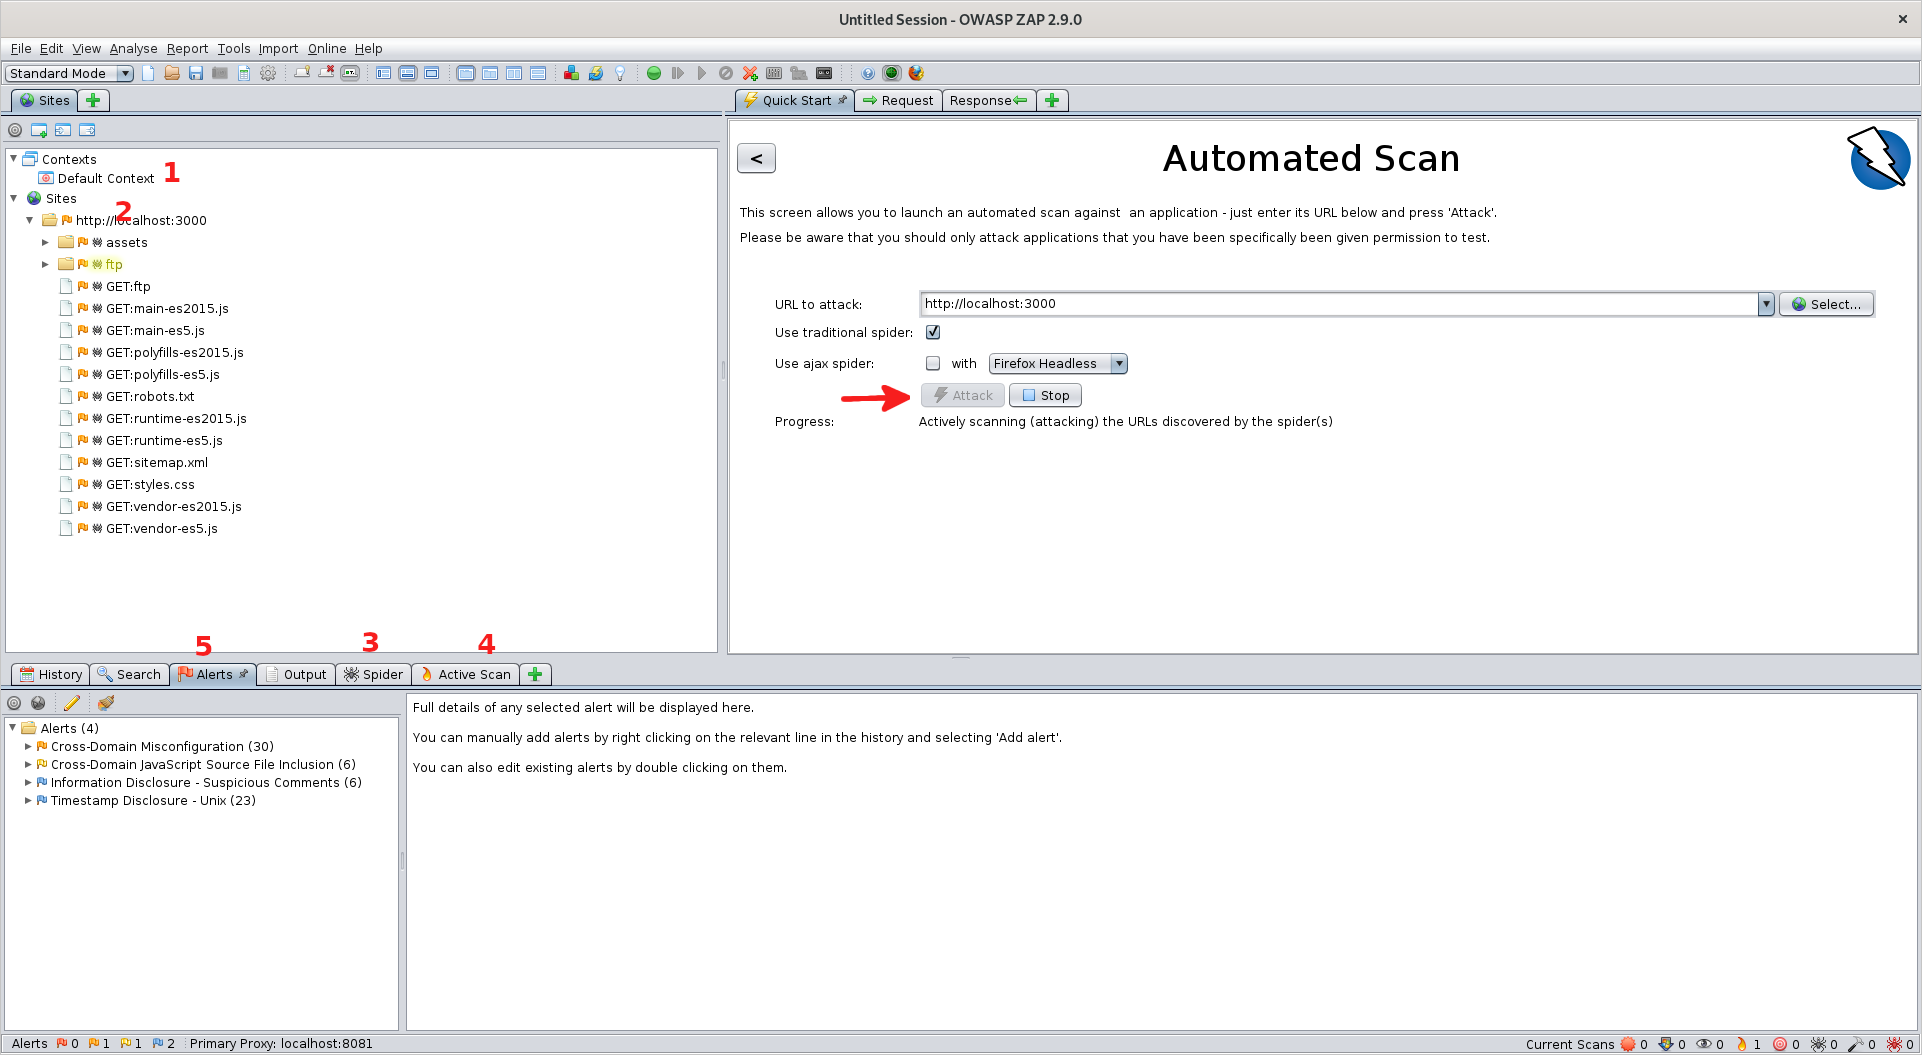 Untitled Session - OWASP ZAP 2.9.0
File Edit View Analyse Report Tools Import Online Help
Standard Mode
Sites
Quick Start Request Response
Contexts
Default Context 1
Sites
2
http://localhost:3000
assets
ftp
GET:ftp
GET:main-es2015.js
GET:main-es5.js
GET:polyfills-es2015.js
GET:polyfills-es5.js
GET:robots.txt
GET:runtime-es2015.js
GET:runtime-es5.js
GET:sitemap.xml
GET:styles.css
GET:vendor-es2015.js
GET:vendor-es5.js
<
Automated Scan
This screen allows you to launch an automated scan against  an application - just enter its URL below and press 'Attack'.
Please be aware that you should only attack applications that you have been specifically been given permission to test.
URL to attack: http://localhost:3000 Select...
Use traditional spider:
Use ajax spider: with Firefox Headless
Attack Stop
Progress: Actively scanning (attacking) the URLs discovered by the spider(s)
5 3 4
History Search Alerts Output Spider Active Scan
Alerts (4)
Cross-Domain Misconfiguration (30)
Cross-Domain JavaScript Source File Inclusion (6)
Information Disclosure - Suspicious Comments (6)
Timestamp Disclosure - Unix (23)
Full details of any selected alert will be displayed here.
You can manually add alerts by right clicking on the relevant line in the history and selecting 'Add alert'.
You can also edit existing alerts by double clicking on them.
Alerts 0 1 1 2 Primary Proxy: localhost:8081
Current Scans 0 0 0 1 0 0 0 0